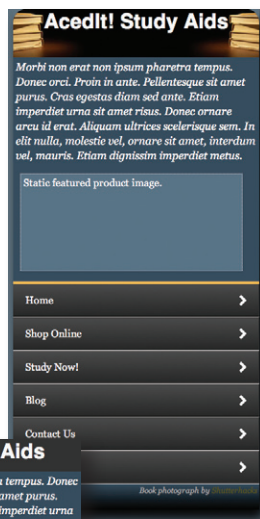 AcedIt! Study Aids
Morbi non erat non ipsum pharetra tempus.
Donec orci. Proin in ante. Pellentesque sit amet
purus. Cras egestas diam sed ante. Etiam
imperdiet urna sit amet risus. Donec ornare
arcu id erat. Aliquam ultrices scelerisque sem. In
elit nulla, molestie vel, ornare sit amet, interdum
vel, mauris. Etiam dignissim imperdiet metus.
Static featured product image.
Home
Shop Online
Study Now!
Blog
Contact Us
Aids
tempus. Donec
amet purus.
imperdiet urna
Book photograph by